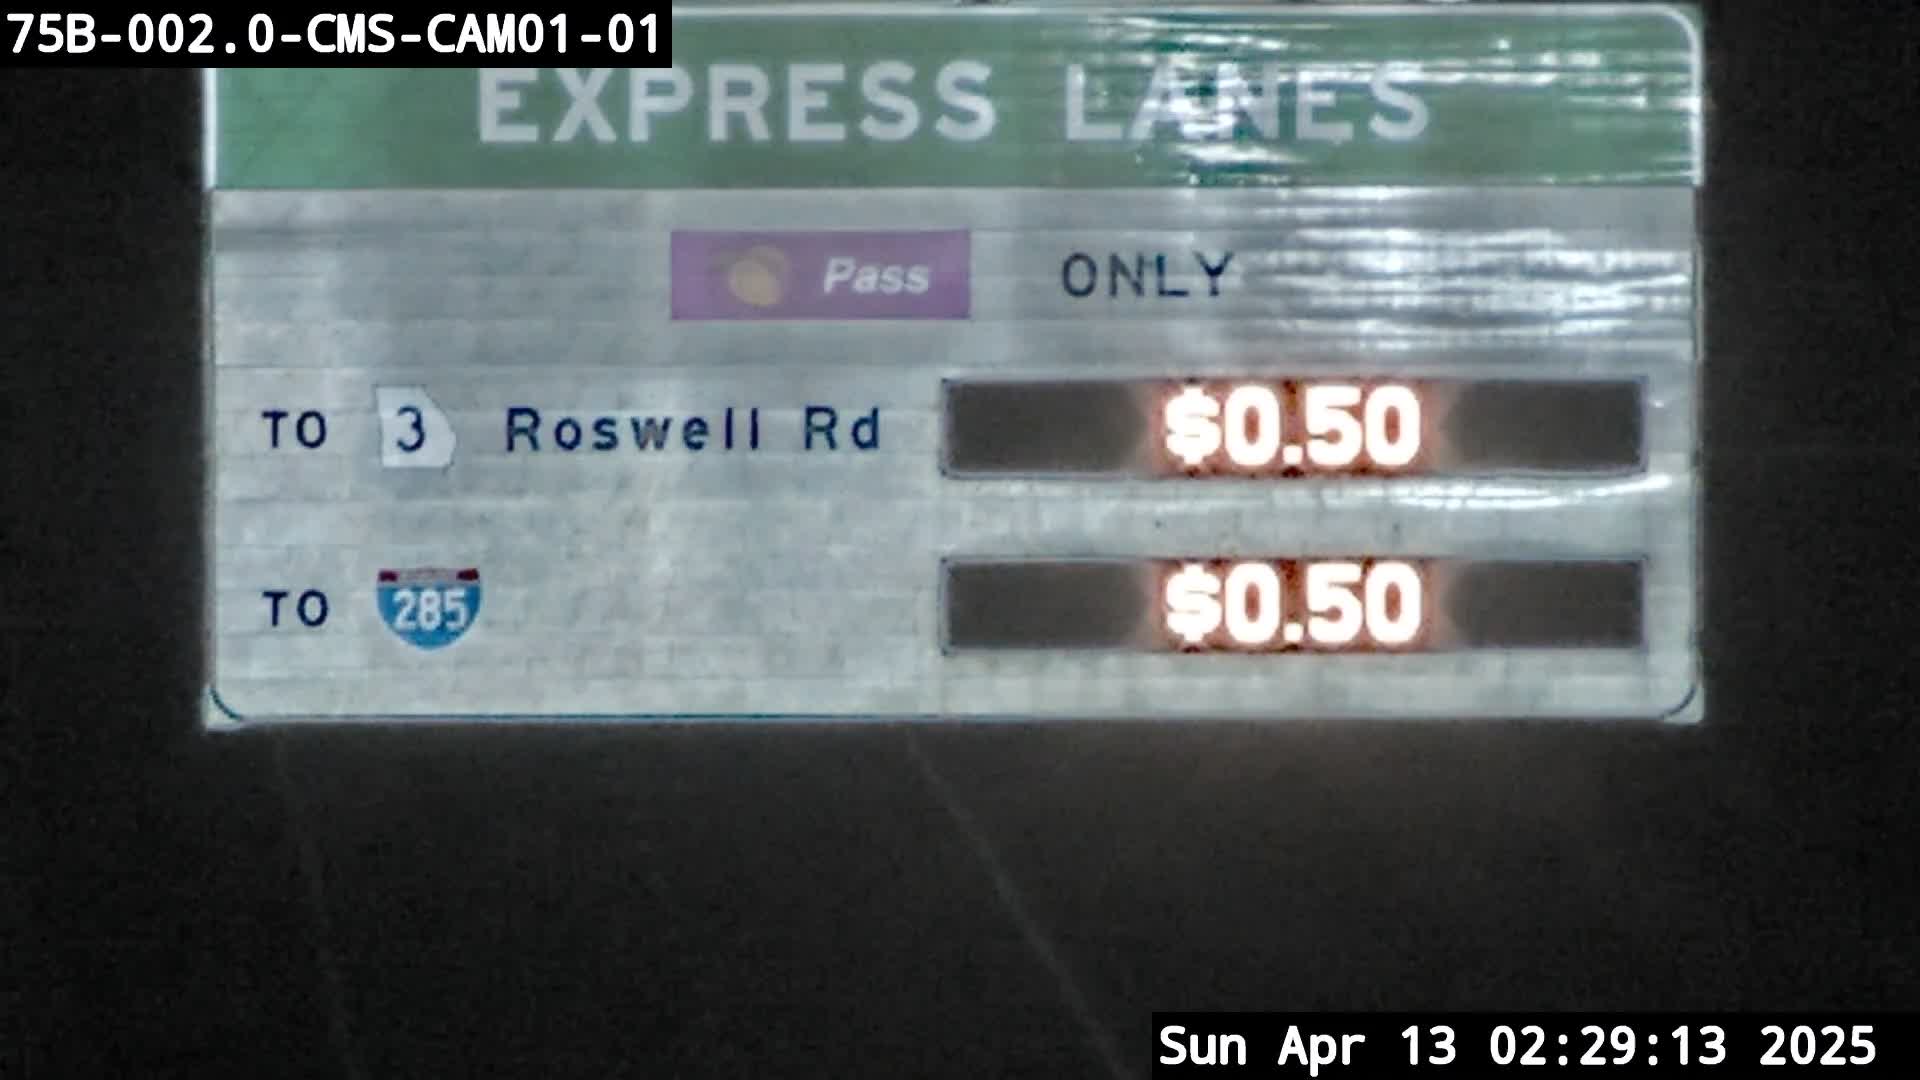 75B-002.0-CMS-CAM01-01
EXPRESS LANES
Pass ONLY
TO 3 Roswell Rd $0.50
TO 285 $0.50
Sun Apr 13 02:29:13 2025